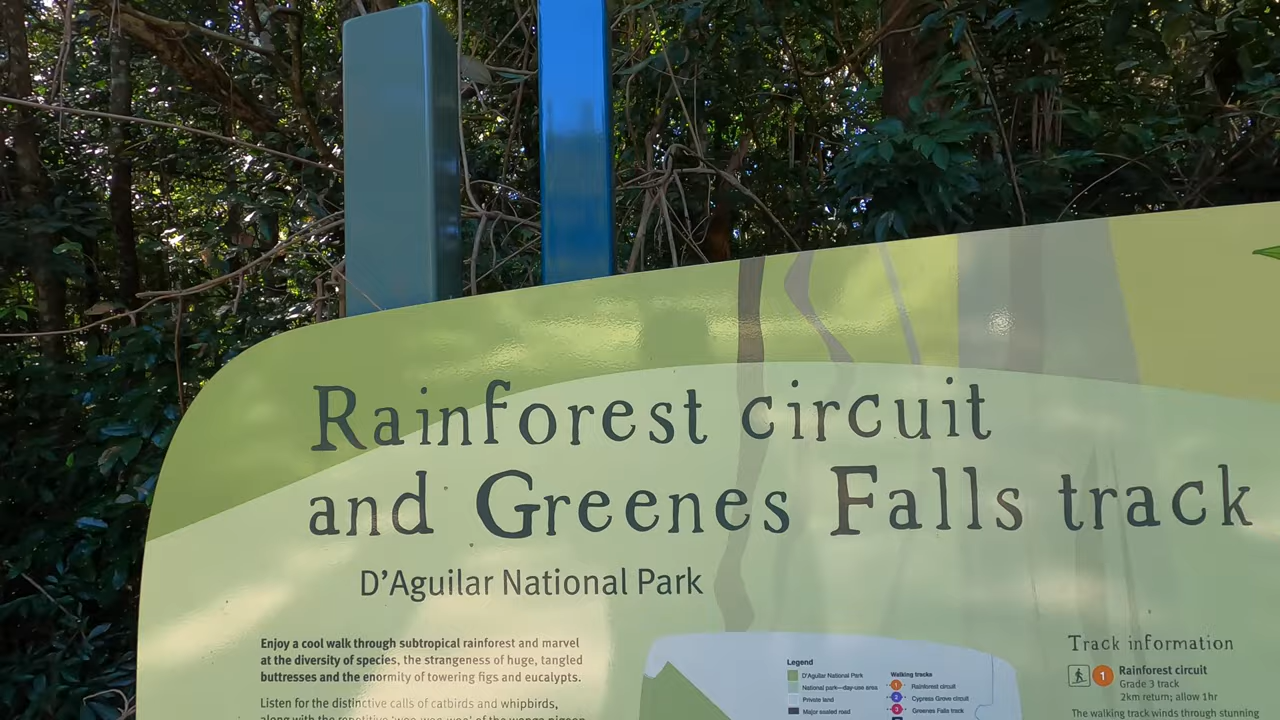 Rainforest circuit
and Greenes Falls track
D'Aguilar National Park
Enjoy a cool walk through subtropical rainforest and marvel
at the diversity of species, the strangeness of huge, tangled
buttresses and the enormity of towering figs and eucalypts.
Listen for the distinctive calls of catbirds and whipbirds,
along with the repetitive
Legend
D'Aguilar National Park
National park—day-use area
Private land
Major sealed road
Walking tracks
1 Rainforest circuit
2 Cypress Grove circuit
3 Greenes Falls track
Track information
1 Rainforest circuit
Grade 3 track
2km return; allow 1hr
The walking track winds through stunning